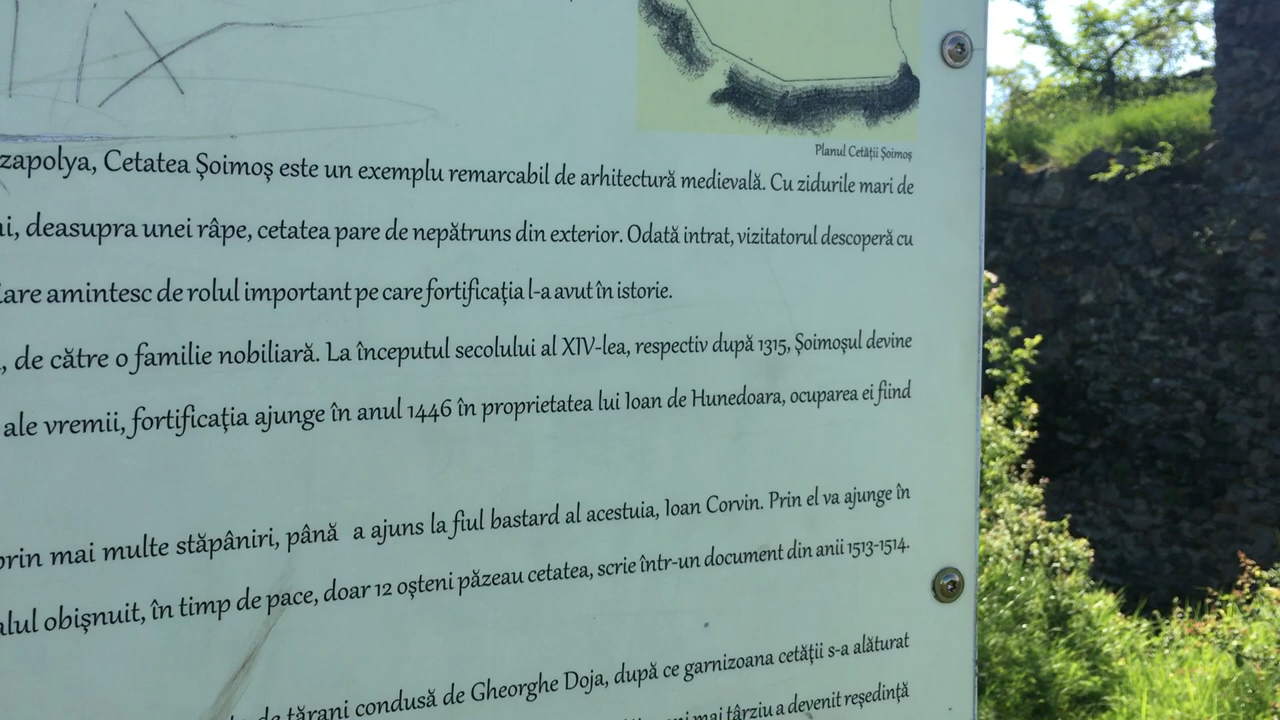 Planul Cetăţii Şoimoş
zapolya, Cetatea Şoimoş este un exemplu remarcabil de arhitectură medievală. Cu zidurile mari de
deasupra unei râpe, cetatea pare de nepătruns din exterior. Odată intrat, vizitatorul descoperă cu
care amintesc de rolul important pe care fortificaţia l-a avut în istorie.
, de către o familie nobiliară. La începutul secolului al XIV-lea, respectiv după 1315, Şoimoşul devine
ale vremii, fortificaţia ajunge în anul 1446 în proprietatea lui Ioan de Hunedoara, ocuparea ei fiind
prin mai multe stăpâniri, până a ajuns la fiul bastard al acestuia, Ioan Corvin. Prin el va ajunge în
obişnuit, în timp de pace, doar 12 oşteni păzeau cetatea, scrie într-un document din anii 1513-1514.
de ţărani condusă de Gheorghe Doja, după ce garnizoana cetăţii s-a alăturat
mai târziu a devenit reşedinţă